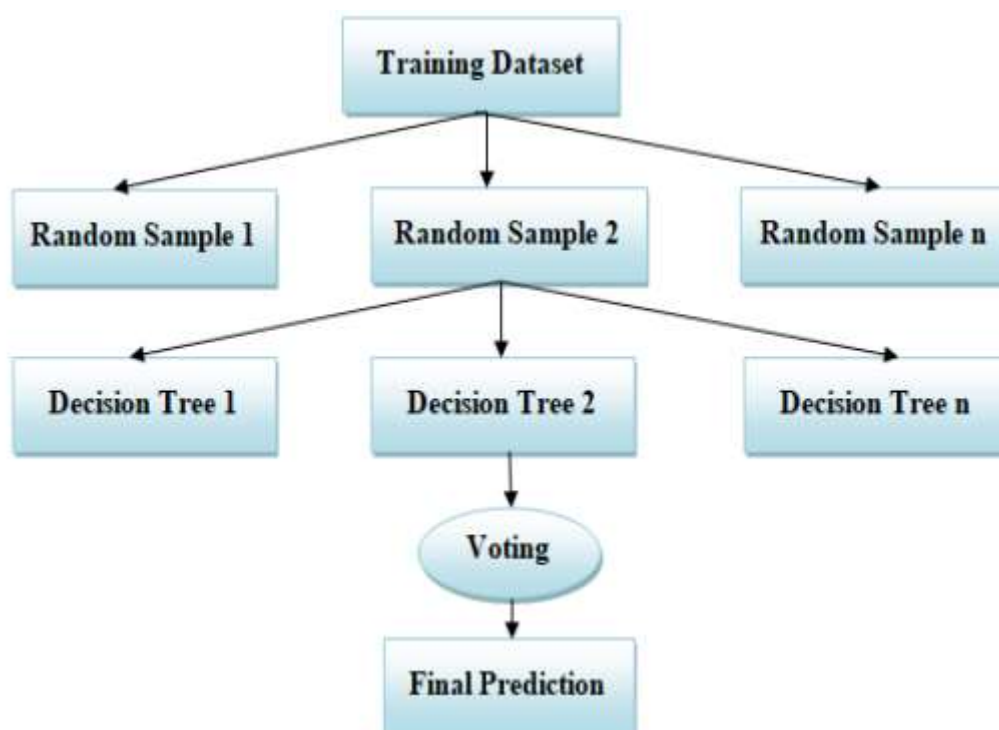 Training Dataset
Random Sample 1
Random Sample 2
Random Sample n
Decision Tree 1
Decision Tree 2
Decision Tree n
Voting
Final Prediction